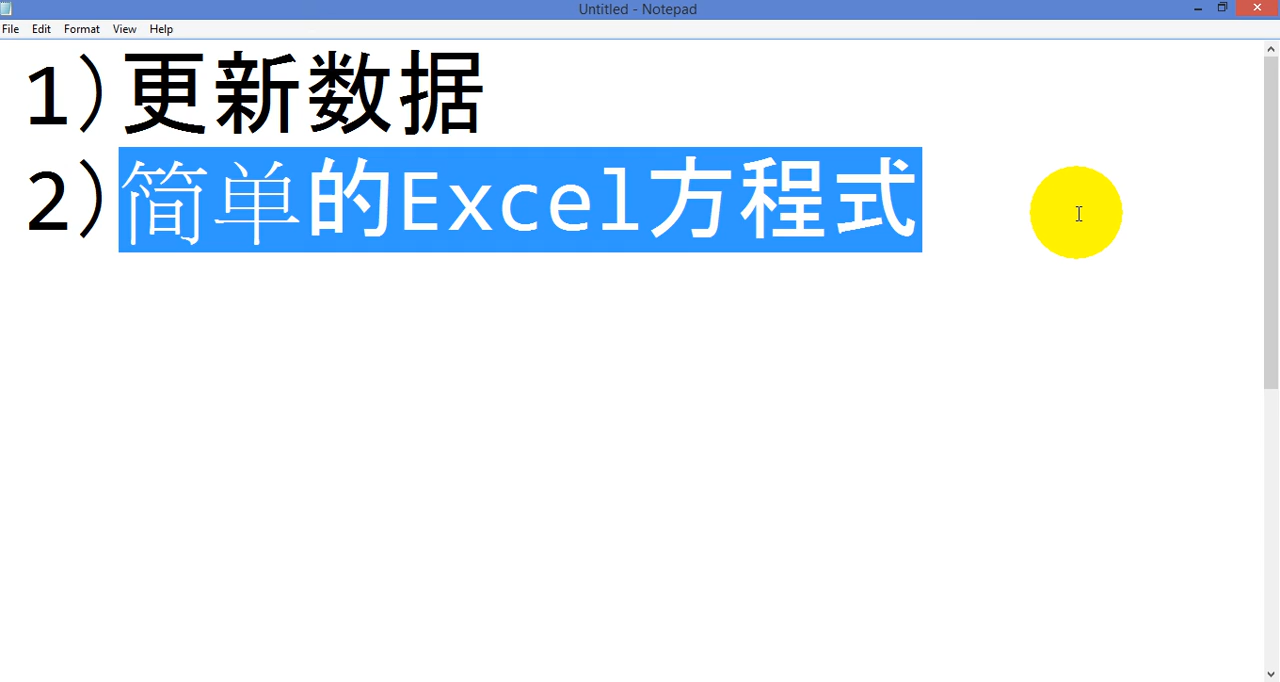 Untitled - Notepad
File Edit Format View Help
1)更新数据
2)简单的Excel方程式